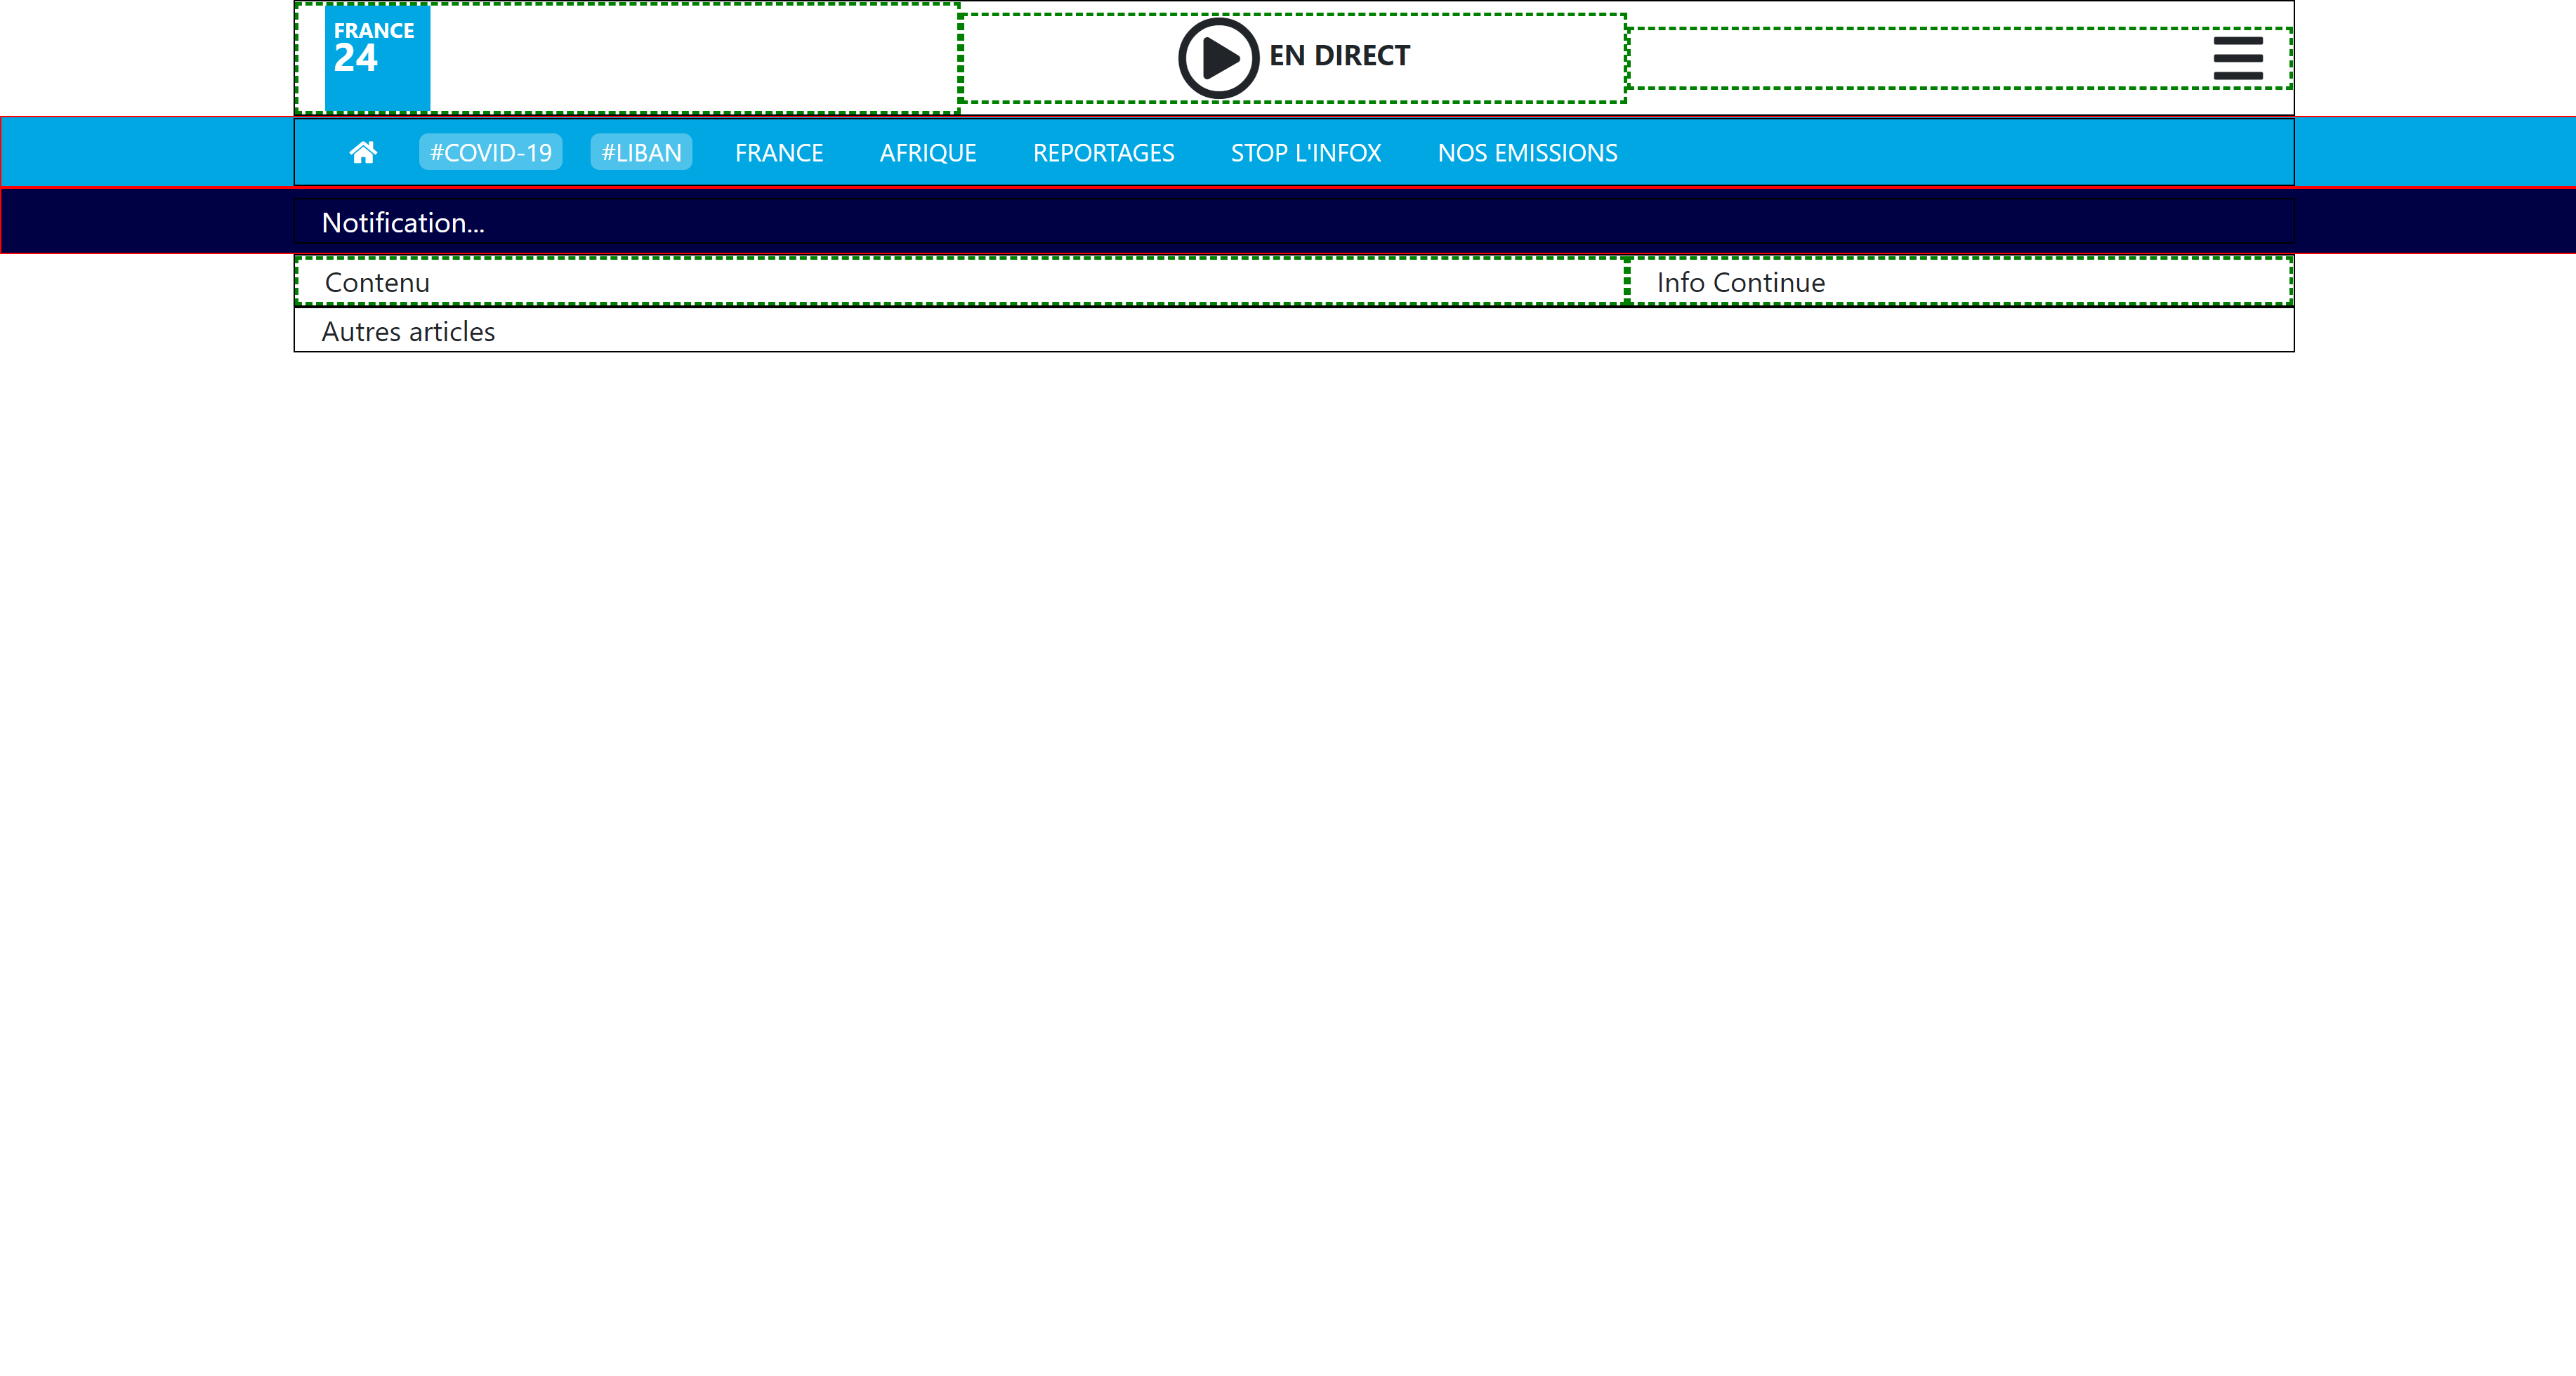 FRANCE
24
EN DIRECT
#COVID-19 #LIBAN FRANCE AFRIQUE REPORTAGES STOP L'INFOX NOS EMISSIONS
Notification...
Contenu Info Continue
Autres articles